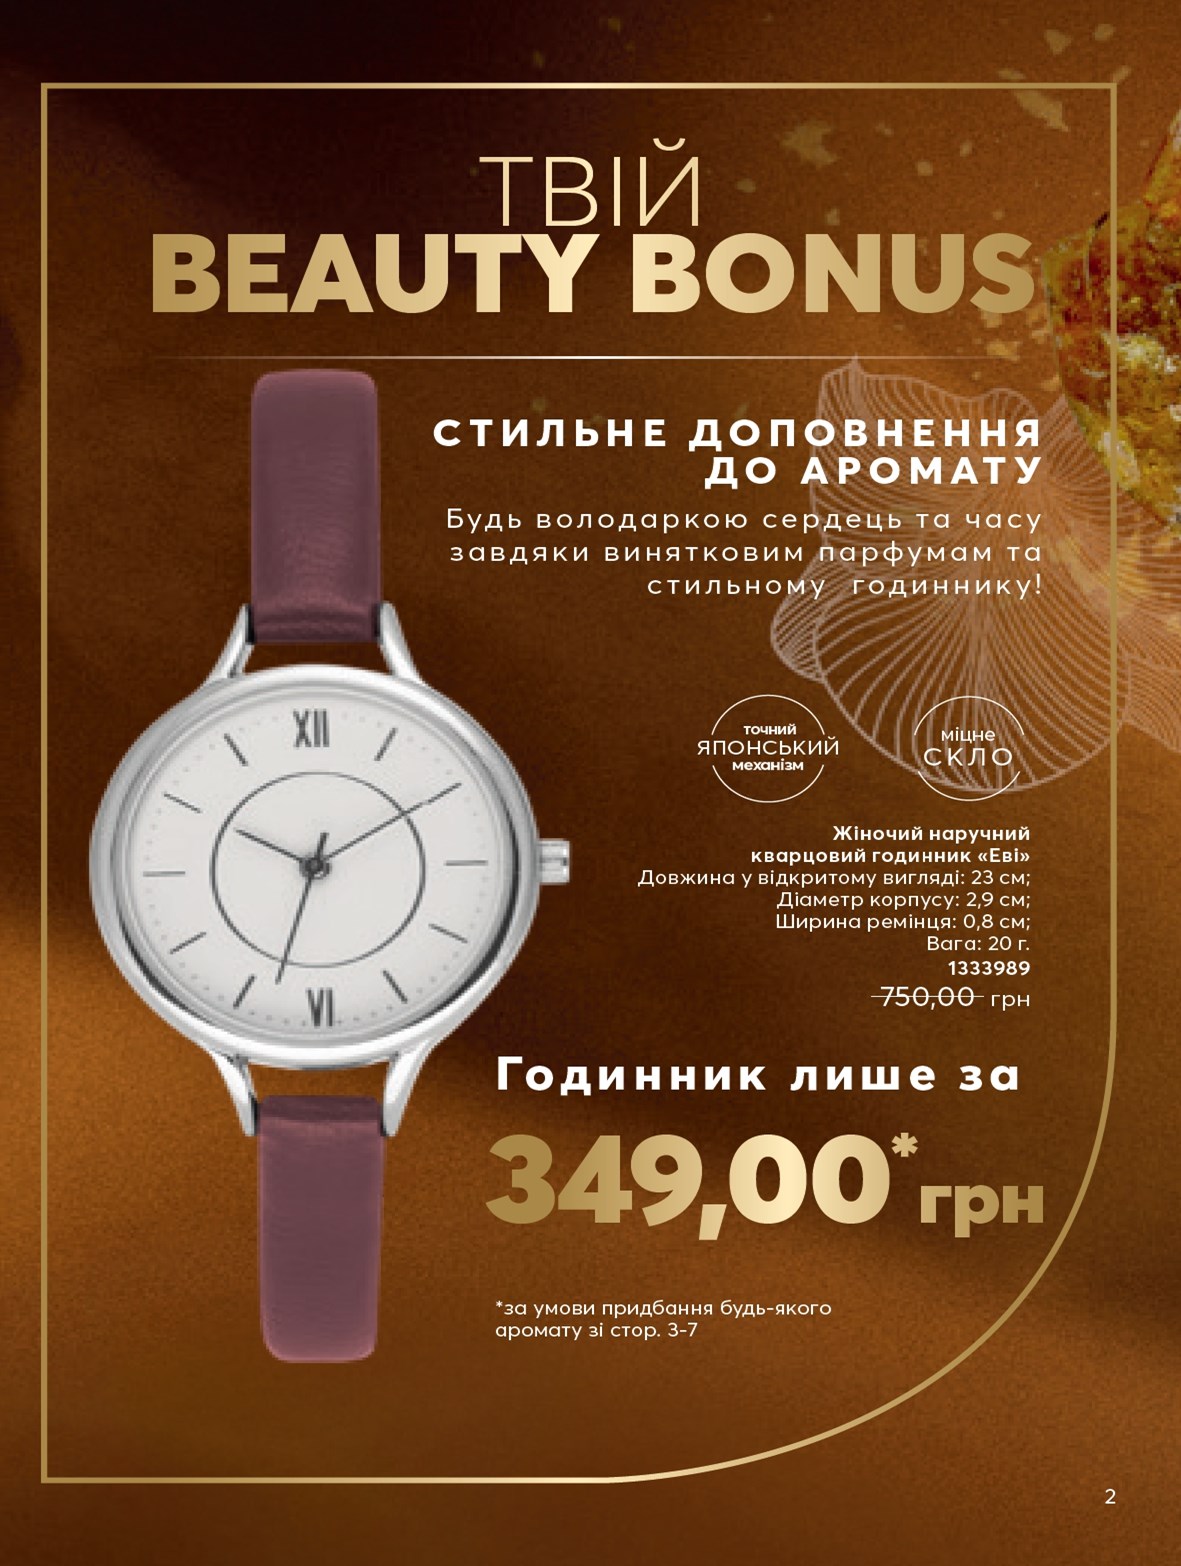 ТВІЙ
BEAUTY BONUS
СТИЛЬНЕ ДОПОВНЕННЯ
ДО АРОМАТУ
Будь володаркою сердець та часу
завдяки винятковим парфумам та
стильному годиннику!
точний
ЯПОНСЬКИЙ
механізм
міцне
СКЛО
XII
VI
Жіночий наручний
кварцовий годинник «Еві»
Довжина у відкритому вигляді: 23 см;
Діаметр корпусу: 2,9 см;
Ширина ремінця: 0,8 см;
Вага: 20 г.
1333989
750,00 грн
Годинник лише за
349,00* грн
*за умови придбання будь-якого
аромату зі стор. 3-7
2